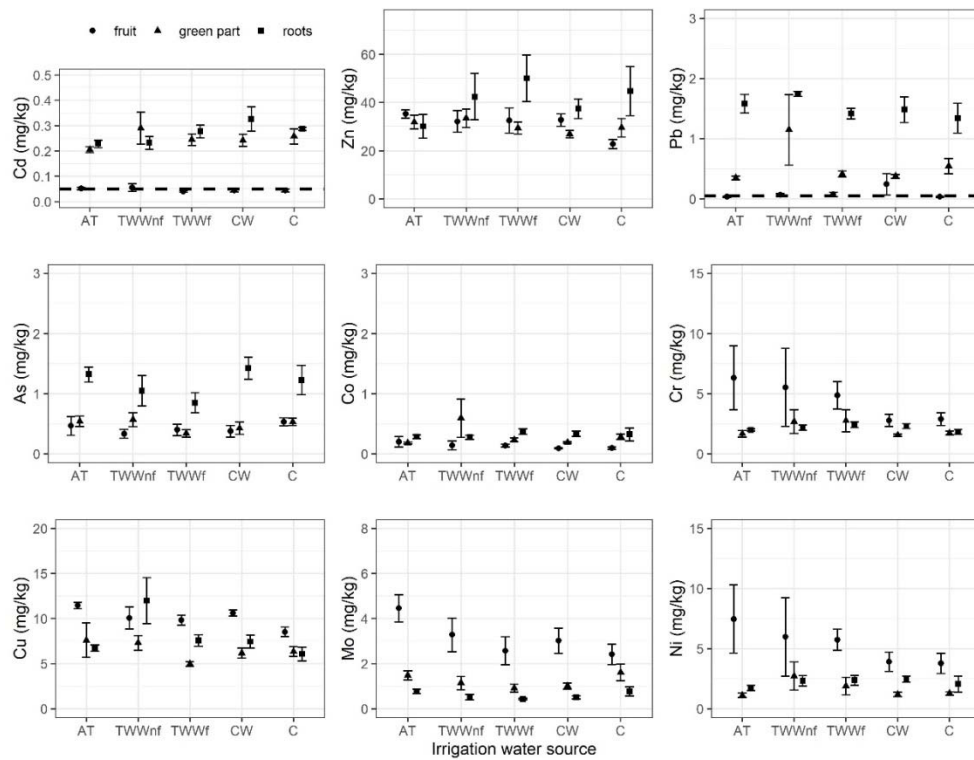 fruit green part roots
Cd (mg/kg)
0.5
0.4
0.3
0.2
0.1
0.0
AT TWWnf TWWf CW C
Zn (mg/kg)
60
40
20
0
AT TWWnf TWWf CW C
Pb (mg/kg)
3
2
1
0
AT TWWnf TWWf CW C
As (mg/kg)
3
2
1
0
AT TWWnf TWWf CW C
Co (mg/kg)
3
2
1
0
AT TWWnf TWWf CW C
Cr (mg/kg)
15
10
5
0
AT TWWnf TWWf CW C
Cu (mg/kg)
20
15
10
5
0
AT TWWnf TWWf CW C
Mo (mg/kg)
8
6
4
2
0
AT TWWnf TWWf CW C
Ni (mg/kg)
15
10
5
0
AT TWWnf TWWf CW C
Irrigation water source